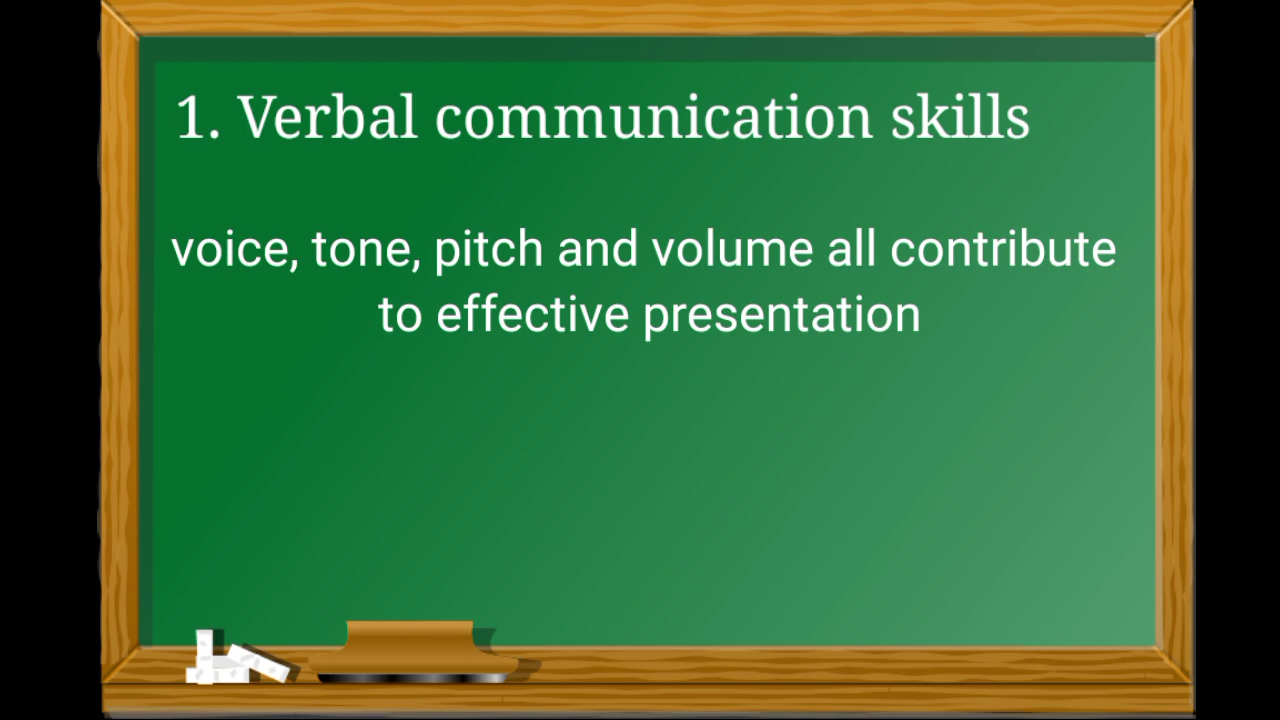 1. Verbal communication skills
voice, tone, pitch and volume all contribute
to effective presentation